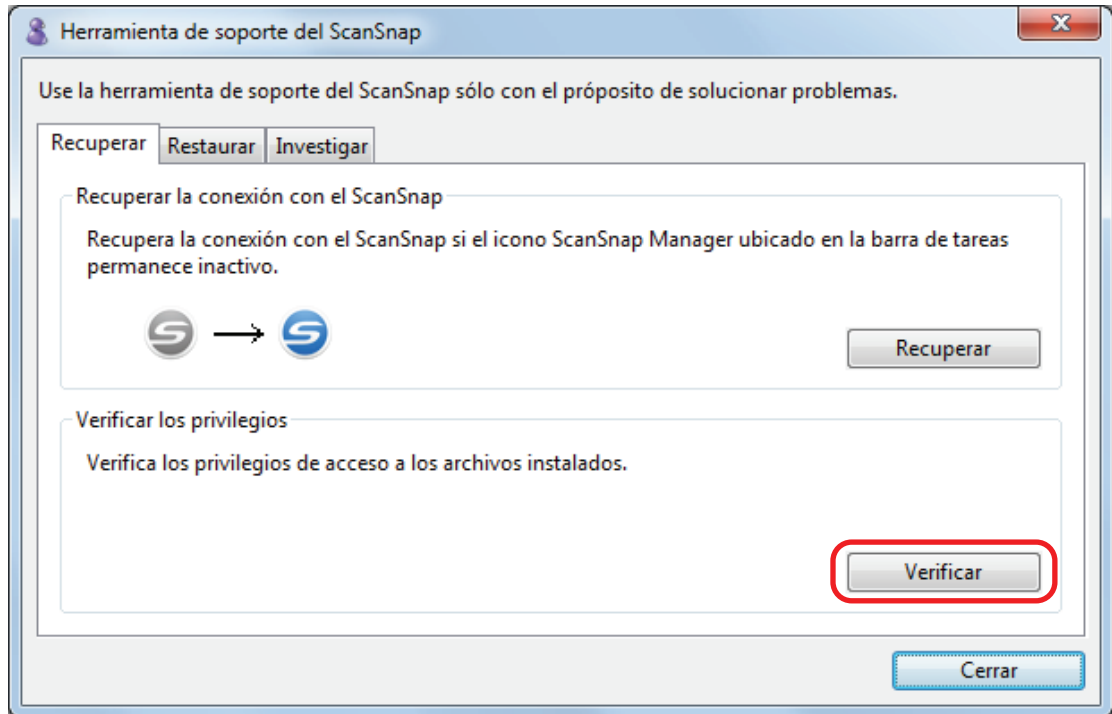 Herramienta de soporte del ScanSnap
Use la herramienta de soporte del ScanSnap sólo con el próposito de solucionar problemas.
Recuperar Restaurar Investigar
Recuperar la conexión con el ScanSnap
Recupera la conexión con el ScanSnap si el icono ScanSnap Manager ubicado en la barra de tareas
permanece inactivo.
Recuperar
Verificar los privilegios
Verifica los privilegios de acceso a los archivos instalados.
Verificar
Cerrar